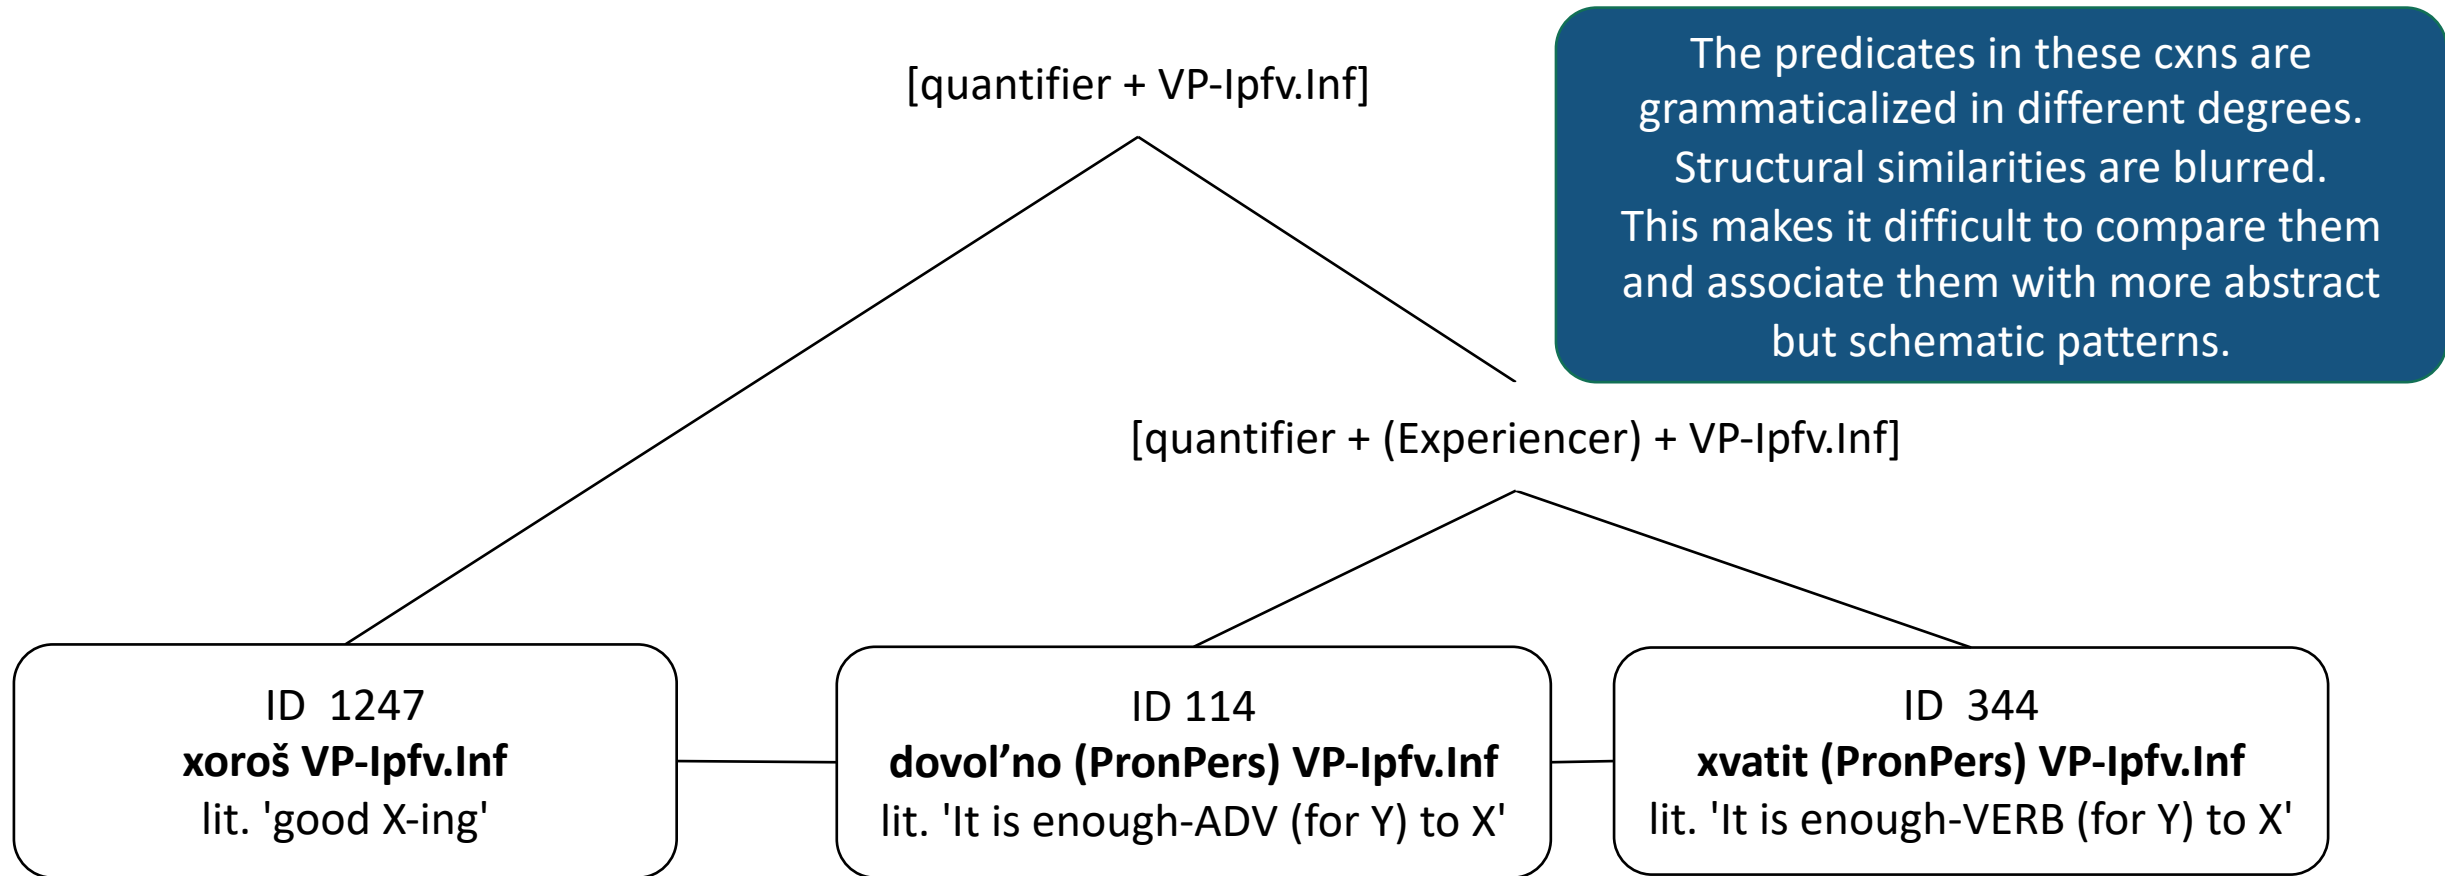 [quantifier + VP-Ipfv.Inf]
The predicates in these cxns are
grammaticalized in different degrees.
Structural similarities are blurred.
This makes it difficult to compare them
and associate them with more abstract
but schematic patterns.
[quantifier + (Experiencer) + VP-Ipfv.Inf]
ID 1247
xoroš VP-Ipfv.Inf
lit. 'good X-ing'
ID 114
dovol’no (PronPers) VP-Ipfv.Inf
lit. 'It is enough-ADV (for Y) to X'
ID 344
xvatit (PronPers) VP-Ipfv.Inf
lit. 'It is enough-VERB (for Y) to X'